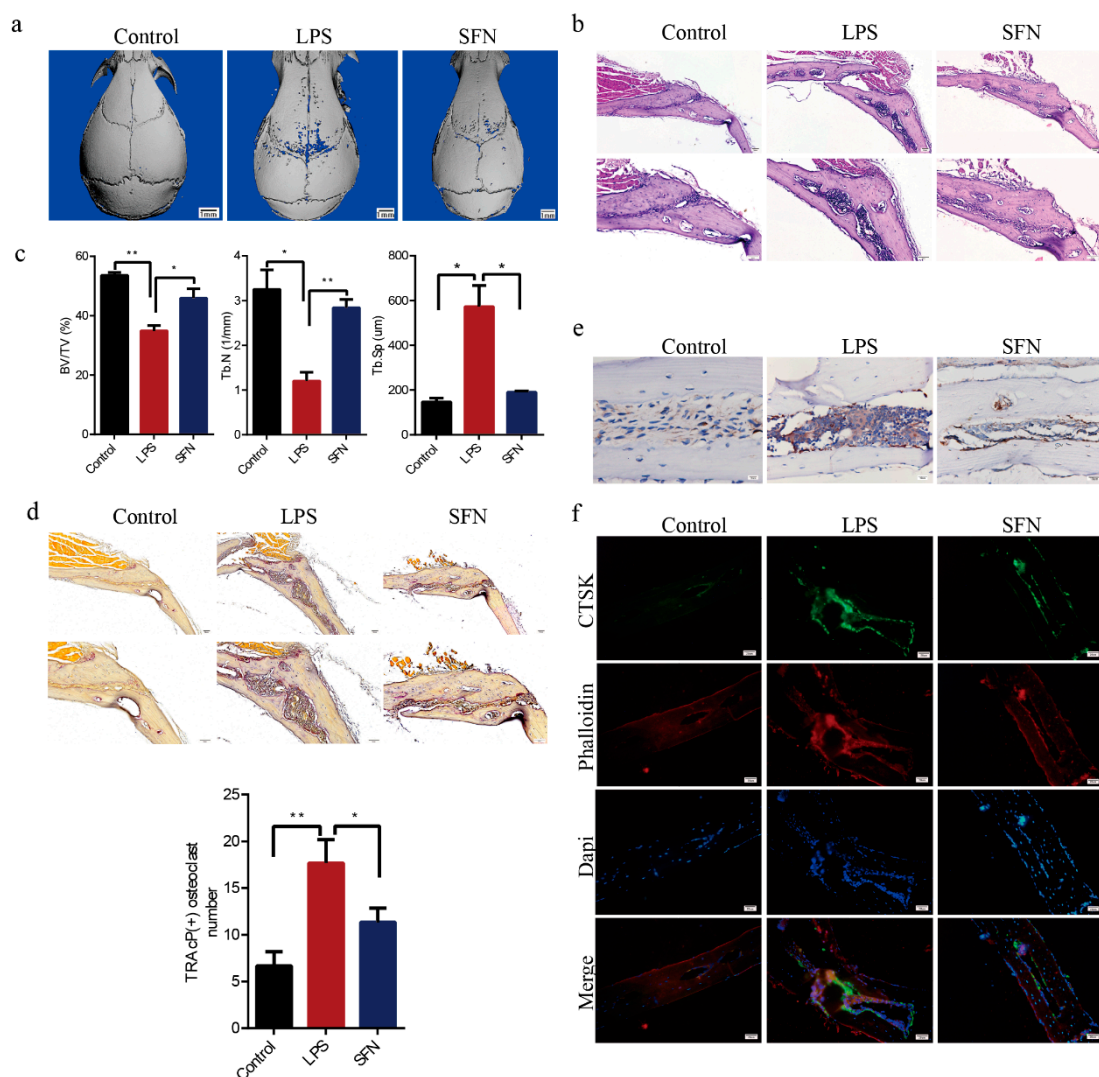 a
Control LPS SFN
1mm 1mm 1mm
b
Control LPS SFN
c
BV/TV (%)
60
40
20
0
** *
Control LPS SFN
Tb.N (1/mm)
4
3
2
1
0
* **
Control LPS SFN
Tb.Sp (um)
800
600
400
200
0
* *
Control LPS SFN
d
Control LPS SFN
TRAcP(+) osteoclast
number
25
20
15
10
5
0
** *
Control LPS SFN
e
Control LPS SFN
f
Control LPS SFN
CTSK
Phalloidin
Dapi
Merge